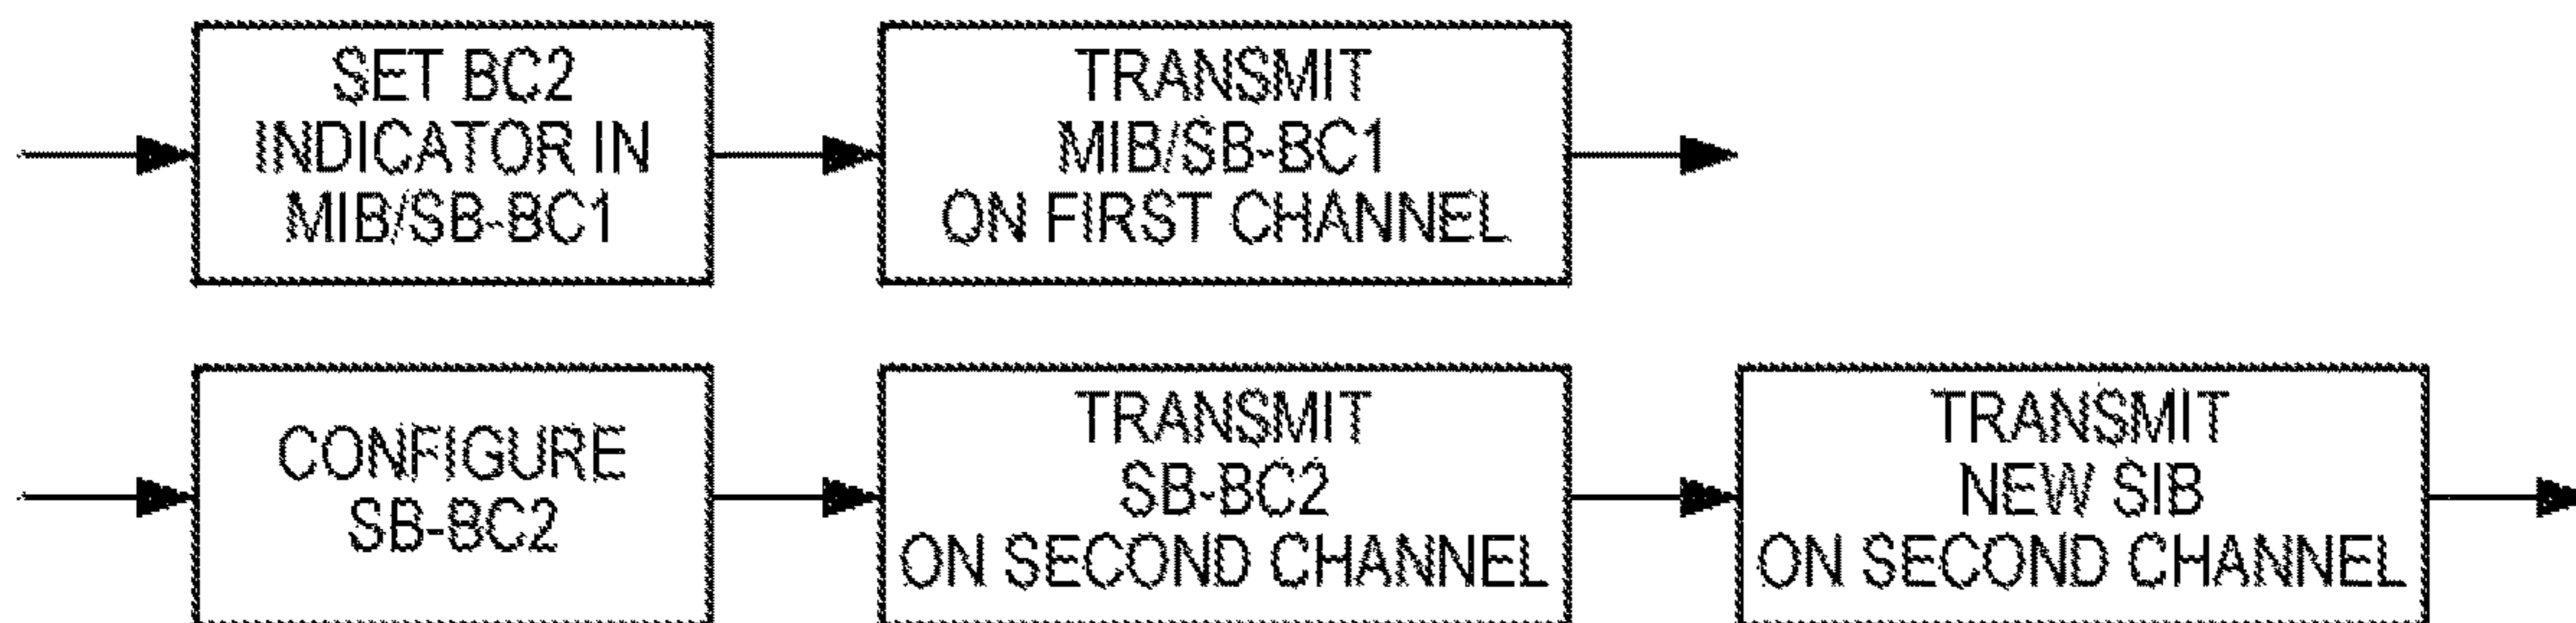 SET BC2
INDICATOR IN
MIB/SB-BC1
TRANSMIT
MIB/SB-BC1
ON FIRST CHANNEL
CONFIGURE
SB-BC2
TRANSMIT
SB-BC2
ON SECOND CHANNEL
TRANSMIT
NEW SIB
ON SECOND CHANNEL